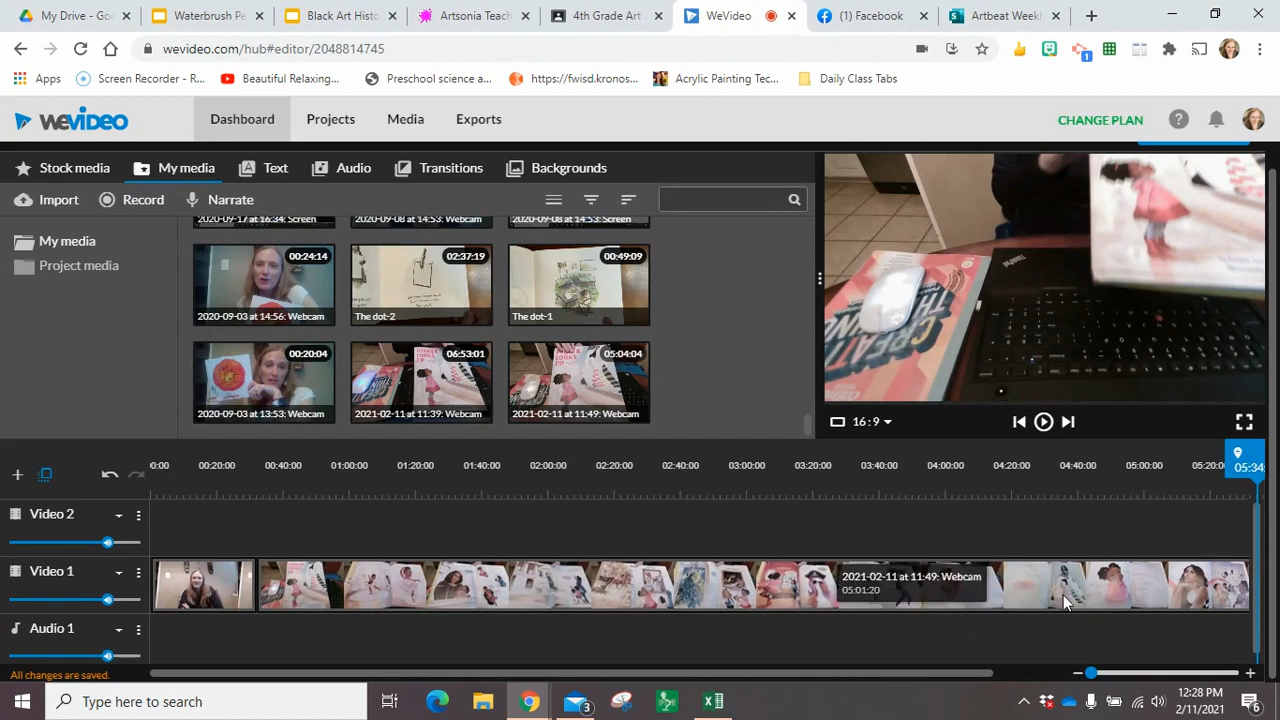 My Drive - Goo
Waterbrush Pe
Black Art Histo
Artsonia Teach
4th Grade Art
WeVideo
(1) Facebook
Artbeat Weekl
wevideo.com/hub#editor/2048814745
1
Apps
Screen Recorder - R...
Beautiful Relaxing...
Preschool science a...
https://fwisd.kronos...
Acrylic Painting Tec...
Daily Class Tabs
wevideo
Dashboard
Projects
Media
Exports
CHANGE PLAN
Stock media
My media
Text
Audio
Transitions
Backgrounds
Import
Record
Narrate
My media
Project media
2020-09-17 at 16:34: Screen
2020-09-08 at 14:53: Webcam
2020-09-08 at 14:53: Screen
00:24:14
2020-09-03 at 14:56: Webcam
02:37:19
The dot-2
00:49:09
The dot-1
00:20:04
2020-09-03 at 13:53: Webcam
06:53:01
2021-02-11 at 11:39: Webcam
05:04:04
2021-02-11 at 11:49: Webcam
ThinkPad
CREAT
TH
16:9
0:00
00:20:00
00:40:00
01:00:00
01:20:00
01:40:00
02:00:00
02:20:00
02:40:00
03:00:00
03:20:00
03:40:00
04:00:00
04:20:00
04:40:00
05:00:00
05:20:0
05:34:
Video 2
Video 1
2021-02-11 at 11:49: Webcam
05:01:20
Audio 1
All changes are saved.
Type here to search
3
12:28 PM
2/11/2021
6